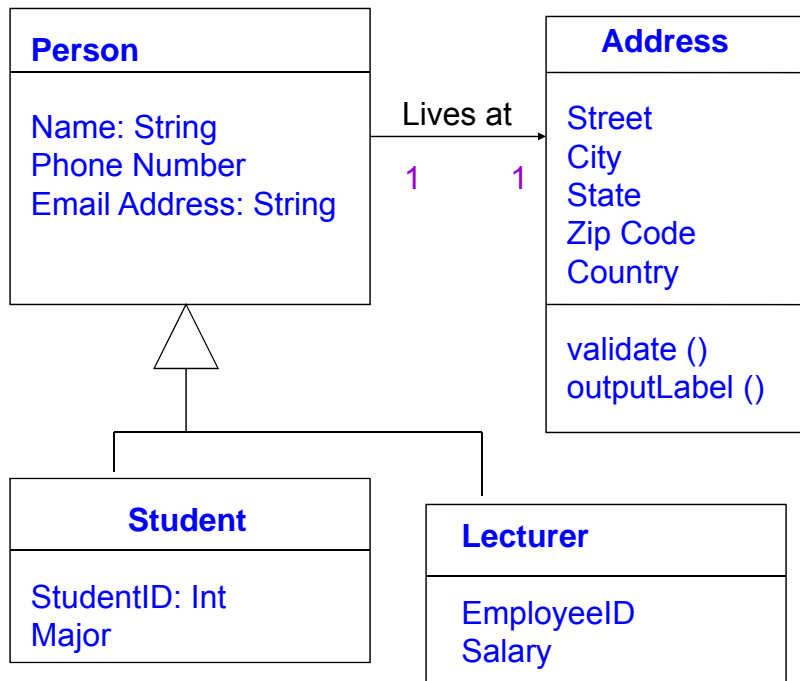 Person
Name: String
Phone Number
Email Address: String
Lives at
1 1
Address
Street
City
State
Zip Code
Country
validate ()
outputLabel ()
Student
StudentID: Int
Major
Lecturer
EmployeeID
Salary